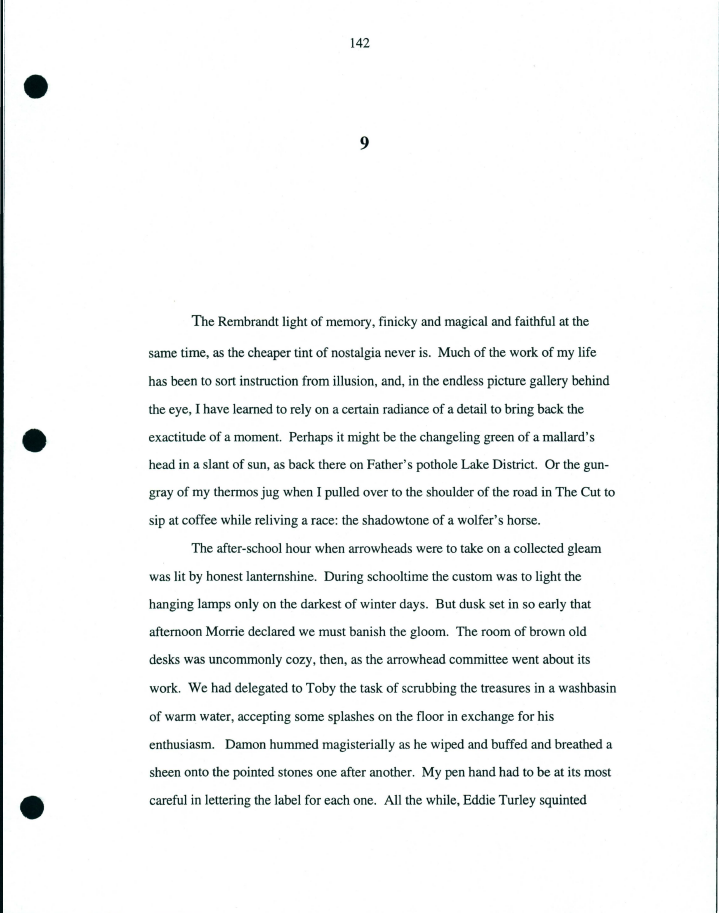 142
9
The Rembrandt light of memory, finicky and magical and faithful at the
same time, as the cheaper tint of nostalgia never is.  Much of the work of my life
has been to sort instruction from illusion, and, in the endless picture gallery behind
the eye, I have learned to rely on a certain radiance of a detail to bring back the
exactitude of a moment.  Perhaps it might be the changeling green of a mallard's
head in a slant of sun, as back there on Father's pothole Lake District.  Or the gun-
gray of my thermos jug when I pulled over to the shoulder of the road in The Cut to
sip at coffee while reliving a race: the shadowtone of a wolfer's horse.
The after-school hour when arrowheads were to take on a collected gleam
was lit by honest lanternshine.  During schooltime the custom was to light the
hanging lamps only on the darkest of winter days.  But dusk set in so early that
afternoon Morrie declared we must banish the gloom.  The room of brown old
desks was uncommonly cozy, then, as the arrowhead committee went about its
work.  We had delegated to Toby the task of scrubbing the treasures in a washbasin
of warm water, accepting some splashes on the floor in exchange for his
enthusiasm.   Damon hummed magisterially as he wiped and buffed and breathed a
sheen onto the pointed stones one after another.  My pen hand had to be at its most
careful in lettering the label for each one.  All the while, Eddie Turley squinted